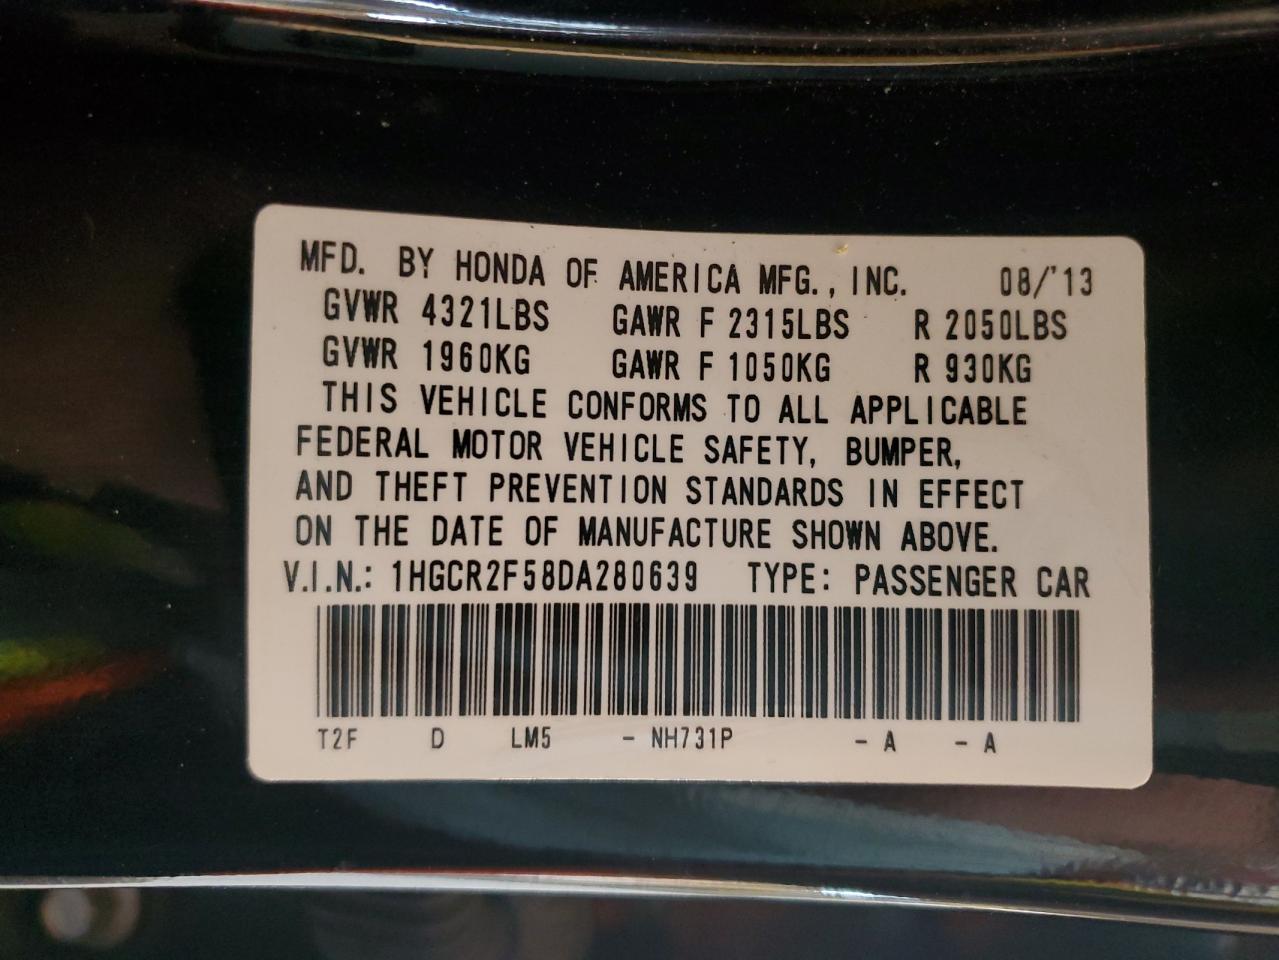 MFD. BY HONDA OF AMERICA MFG., INC. 08/'13
GVWR 4321LBS GAWR F 2315LBS R 2050LBS
GVWR 1960KG GAWR F 1050KG R 930KG
THIS VEHICLE CONFORMS TO ALL APPLICABLE
FEDERAL MOTOR VEHICLE SAFETY, BUMPER,
AND THEFT PREVENTION STANDARDS IN EFFECT
ON THE DATE OF MANUFACTURE SHOWN ABOVE.
V.I.N.: 1HGCR2F58DA280639 TYPE: PASSENGER CAR
T2F D LM5 - NH731P - A - A